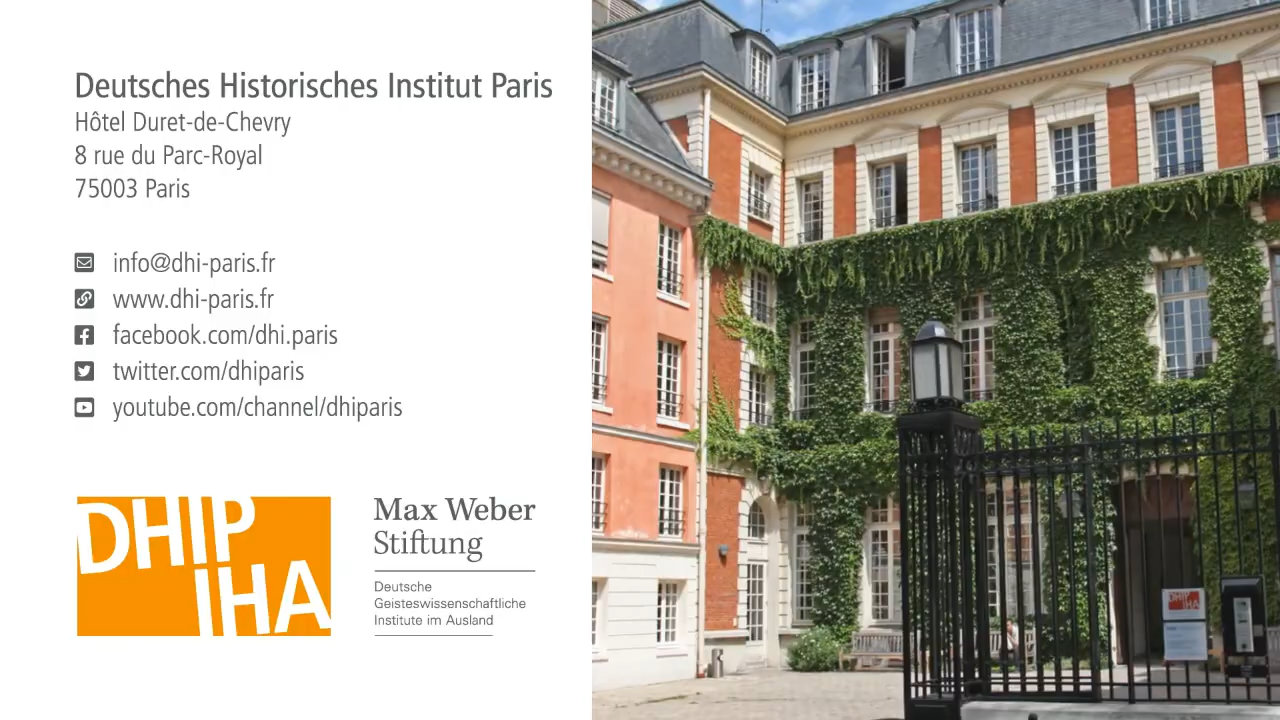 Deutsches Historisches Institut Paris
Hôtel Duret-de-Chevry
8 rue du Parc-Royal
75003 Paris
info@dhi-paris.fr
www.dhi-paris.fr
facebook.com/dhi.paris
twitter.com/dhiparis
youtube.com/channel/dhiparis
DHIP
IHA
Max Weber
Stiftung
Deutsche
Geisteswissenschaftliche
Institute im Ausland
DHIP
IHA